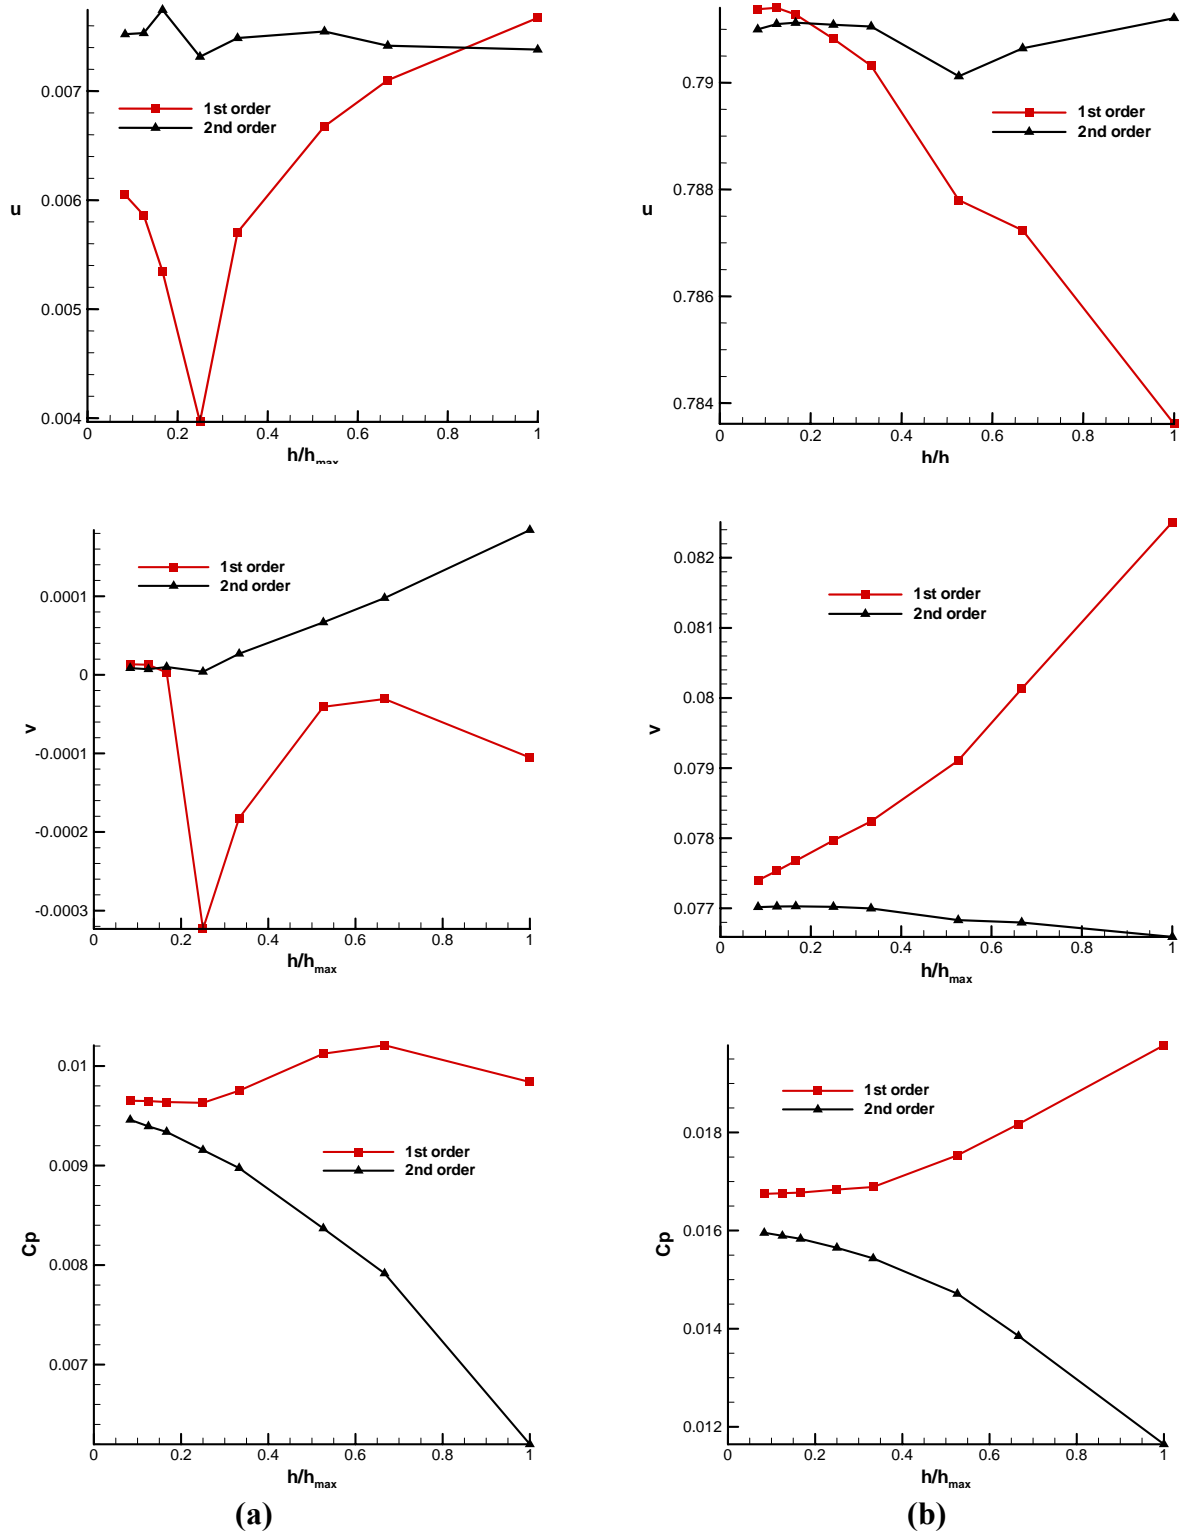 0.007
0.006
0.005
0.004
u
1st order
2nd order
0 0.2 0.4 0.6 0.8 1
h/hmax
0.79
0.788
0.786
0.784
u
1st order
2nd order
0 0.2 0.4 0.6 0.8 1
h/h
0.0001
0
-0.0001
-0.0002
-0.0003
v
1st order
2nd order
0 0.2 0.4 0.6 0.8 1
h/hmax
0.082
0.081
0.08
0.079
0.078
0.077
v
1st order
2nd order
0 0.2 0.4 0.6 0.8 1
h/hmax
0.01
0.009
0.008
0.007
Cp
1st order
2nd order
0 0.2 0.4 0.6 0.8 1
h/hmax
0.018
0.016
0.014
0.012
Cp
1st order
2nd order
0 0.2 0.4 0.6 0.8 1
h/hmax
(a)
(b)